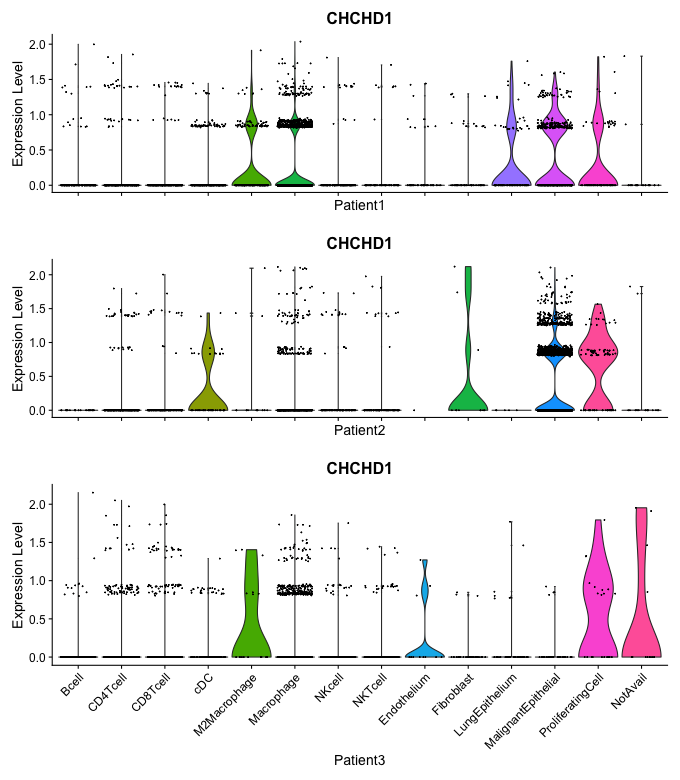 CHCHD1
Expression Level
2.0
1.5
1.0
0.5
0.0
Patient1
CHCHD1
Expression Level
2.0
1.5
1.0
0.5
0.0
Patient2
CHCHD1
Expression Level
2.0
1.5
1.0
0.5
0.0
Bcell
CD4Tcell
CD8Tcell
cDC
M2Macrophage
Macrophage
NKcell
NKTcell
Endothelium
Fibroblast
LungEpithelium
MalignantEpithelial
ProliferatingCell
NotAvail
Patient3